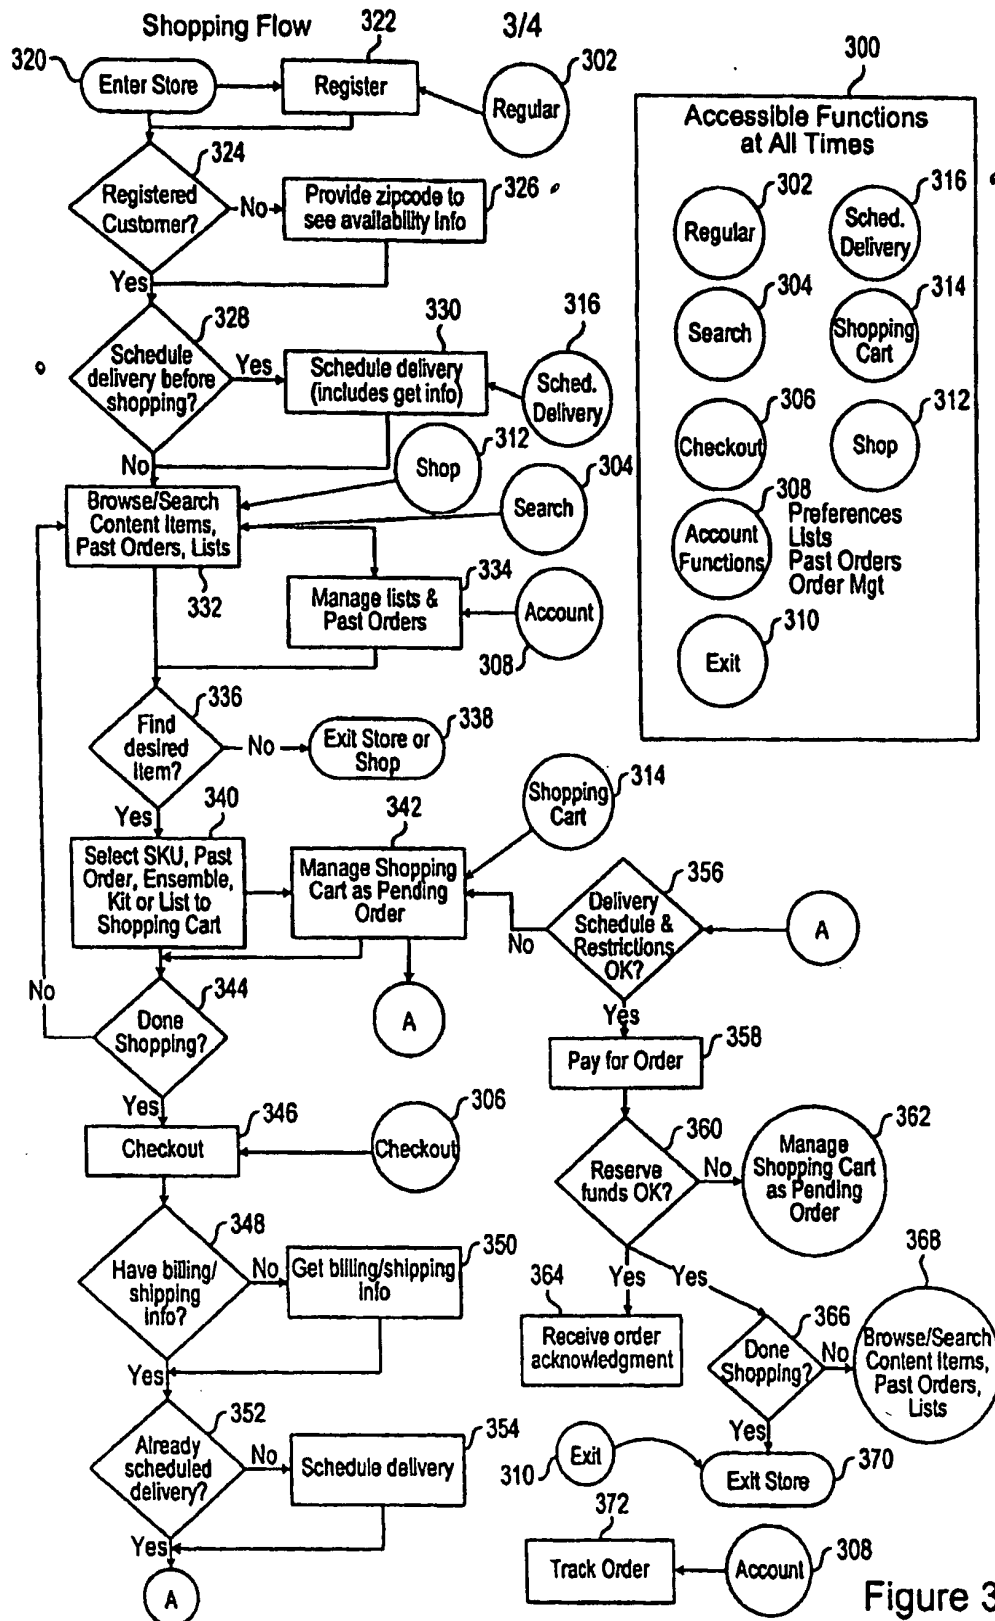 Shopping Flow
3/4
320
Enter Store
322
Register
302
Regular
324
Registered
Customer?
No
326
Provide zipcode to
see availability info
Yes
328
Schedule
delivery before
shopping?
Yes
330
Schedule delivery
(includes get info)
316
Sched.
Delivery
No
312
Shop
304
Search
Browse/Search
Content Items,
Past Orders, Lists
332
334
Manage lists &
Past Orders
Account
308
336
Find
desired
Item?
No
338
Exit Store or
Shop
Yes
340
Select SKU, Past
Order, Ensemble,
Kit or List to
Shopping Cart
342
Manage Shopping
Cart as Pending
Order
314
Shopping
Cart
No
344
Done
Shopping?
A
Yes
346
Checkout
306
Checkout
348
Have billing/
shipping
info?
No
350
Get billing/shipping
info
Yes
352
Already
scheduled
delivery?
No
354
Schedule delivery
Yes
A
300
Accessible Functions
at All Times
302
Regular
316
Sched.
Delivery
304
Search
314
Shopping
Cart
306
Checkout
312
Shop
308
Account
Functions
Preferences
Lists
Past Orders
Order Mgt
310
Exit
356
Delivery
Schedule &
Restrictions
OK?
No
A
Yes
358
Pay for Order
360
Reserve
funds OK?
No
362
Manage
Shopping Cart
as Pending
Order
Yes
Yes
364
Receive order
acknowledgment
366
Done
Shopping?
No
368
Browse/Search
Content Items,
Past Orders,
Lists
Yes
Exit
310
370
Exit Store
372
Track Order
Account
308
Figure 3